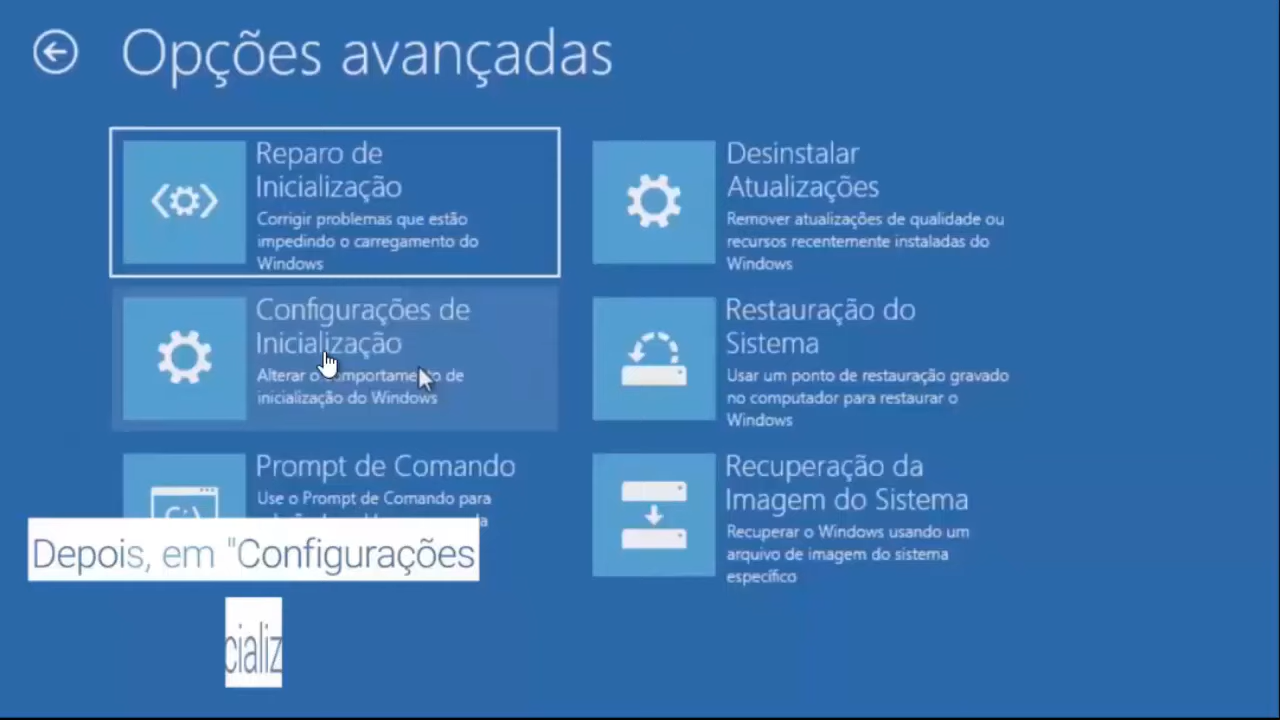 Opções avançadas
Reparo de
Inicialização
Corrigir problemas que estão
impedindo o carregamento do
Windows
Configurações de
Inicialização
Alterar o comportamento de
inicialização do Windows
Prompt de Comando
Use o Prompt de Comando para
Desinstalar
Atualizações
Remover atualizações de qualidade ou
recursos recentemente instaladas do
Windows
Restauração do
Sistema
Usar um ponto de restauração gravado
no computador para restaurar o
Windows
Recuperação da
Imagem do Sistema
Recuperar o Windows usando um
arquivo de imagem do sistema
específico
Depois, em "Configurações
cializ